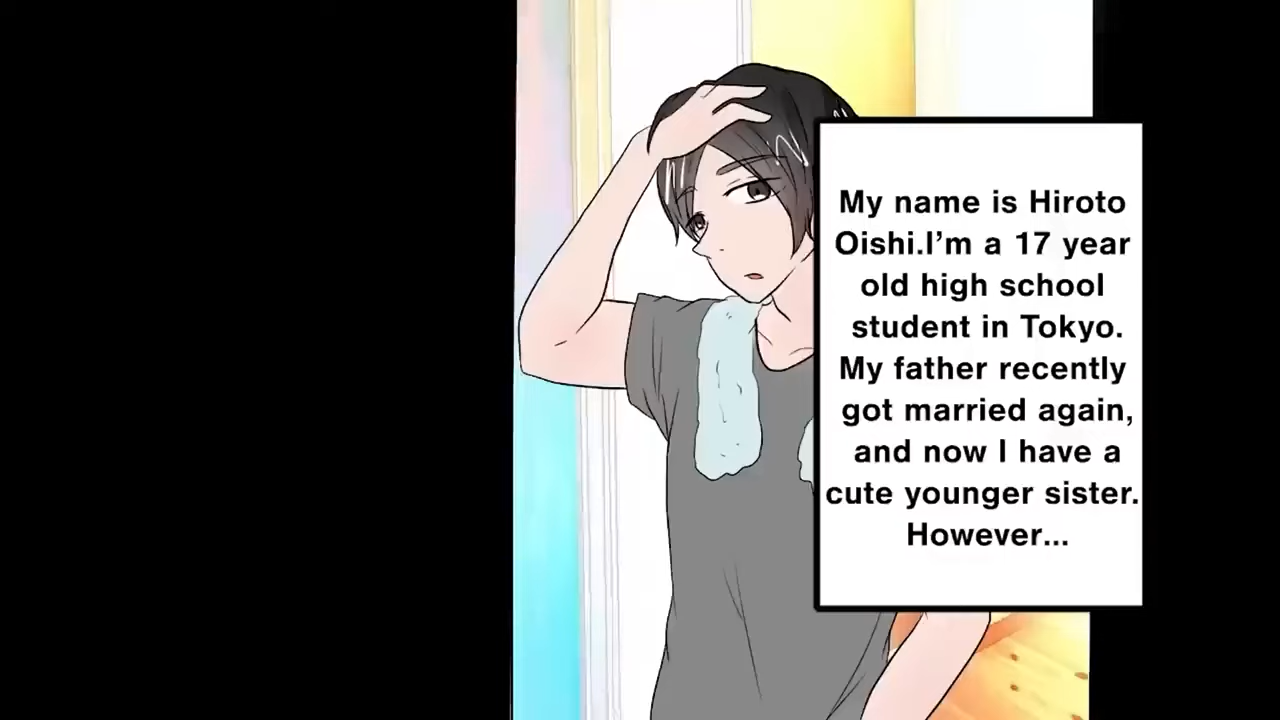 My name is Hiroto
Oishi.I’m a 17 year
old high school
student in Tokyo.
My father recently
got married again,
and now I have a
cute younger sister.
However...